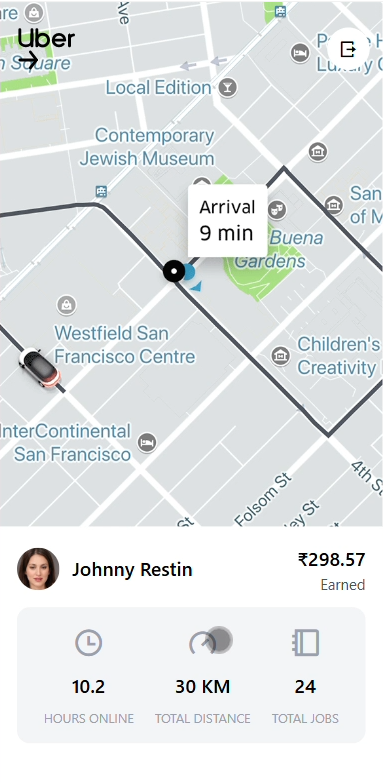 are
Uber
n Square
Ave
Local Edition
Contemporary
Jewish Museum
San
of M
Arrival
9 min
Buena
Gardens
Westfield San
Francisco Centre
Children's
Creativity
InterContinental
San Francisco
4th S
Folsom St
ey St
St
Johnny Restin
₹298.57
Earned
10.2
30 KM
24
HOURS ONLINE
TOTAL DISTANCE
TOTAL JOBS